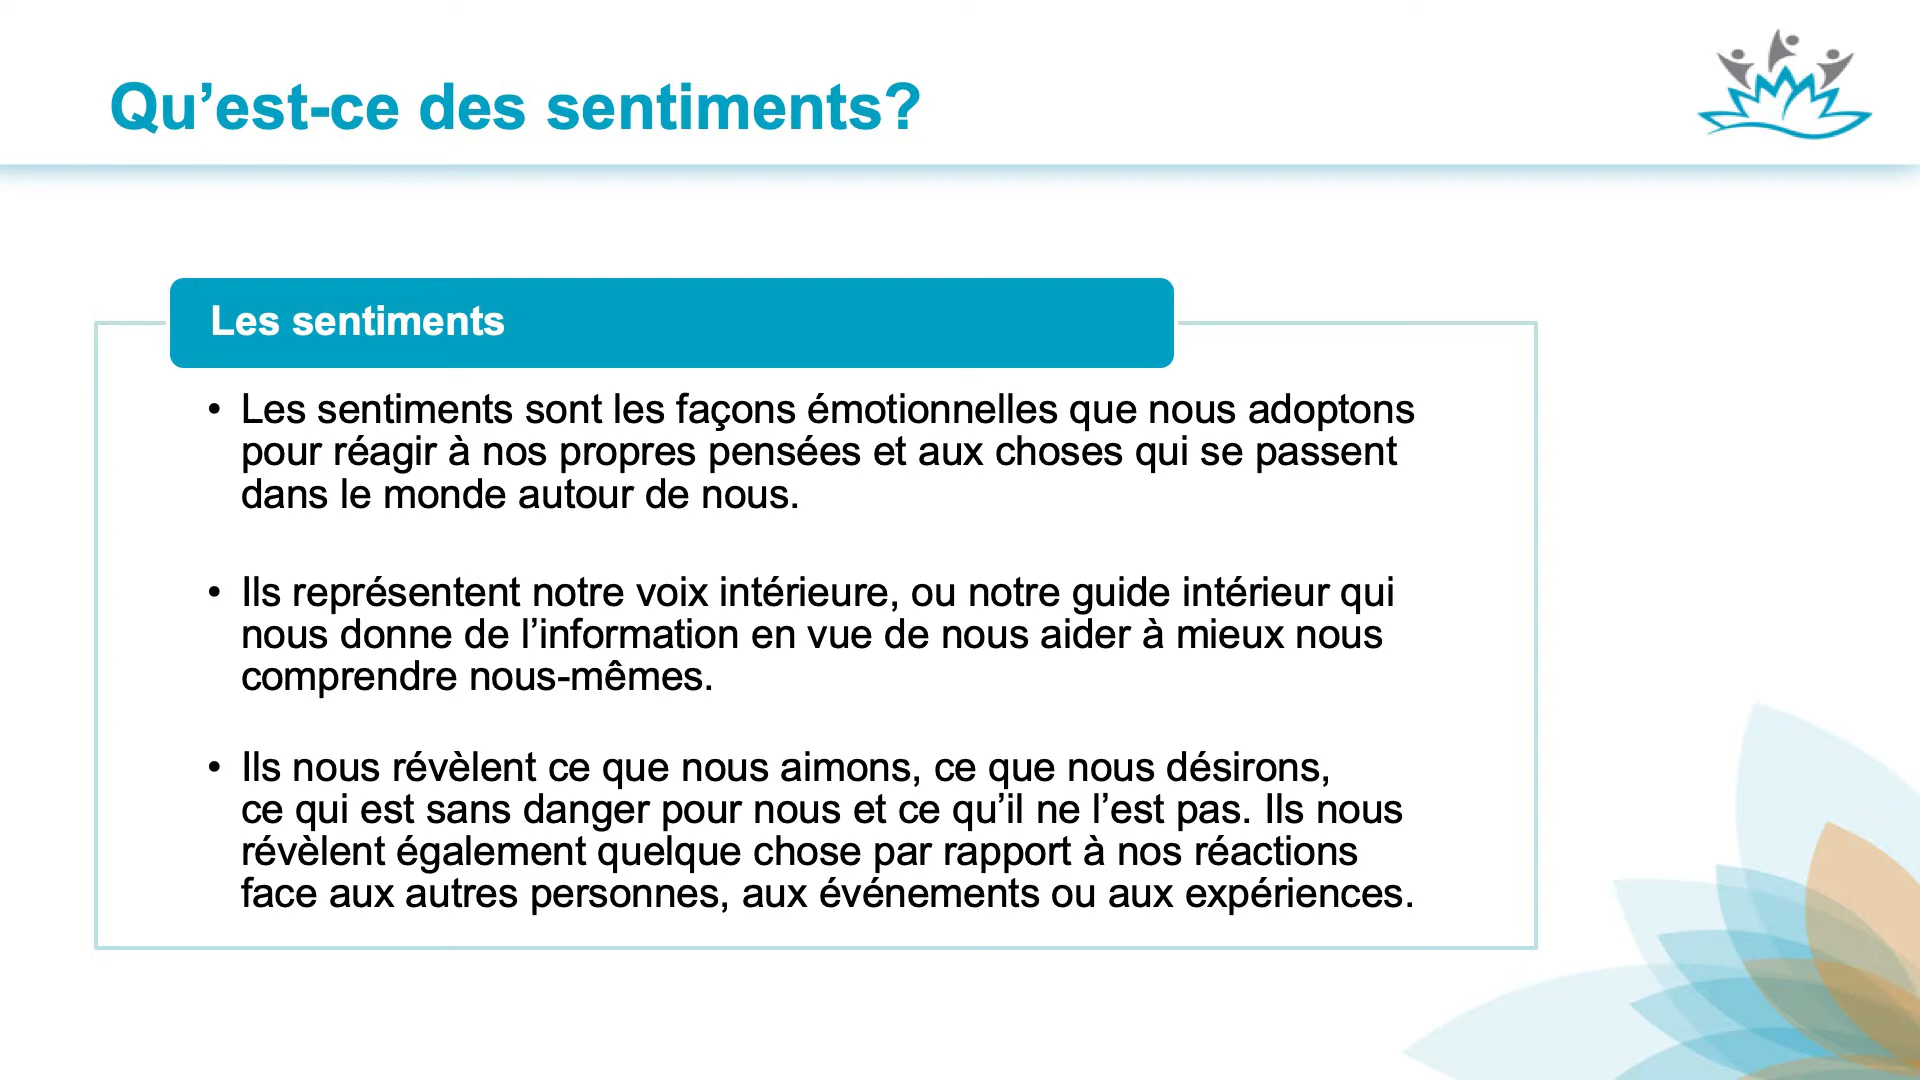 Qu’est-ce des sentiments?
Les sentiments
• Les sentiments sont les façons émotionnelles que nous adoptons
pour réagir à nos propres pensées et aux choses qui se passent
dans le monde autour de nous.
• Ils représentent notre voix intérieure, ou notre guide intérieur qui
nous donne de l’information en vue de nous aider à mieux nous
comprendre nous-mêmes.
• Ils nous révèlent ce que nous aimons, ce que nous désirons,
ce qui est sans danger pour nous et ce qu’il ne l’est pas. Ils nous
révèlent également quelque chose par rapport à nos réactions
face aux autres personnes, aux événements ou aux expériences.